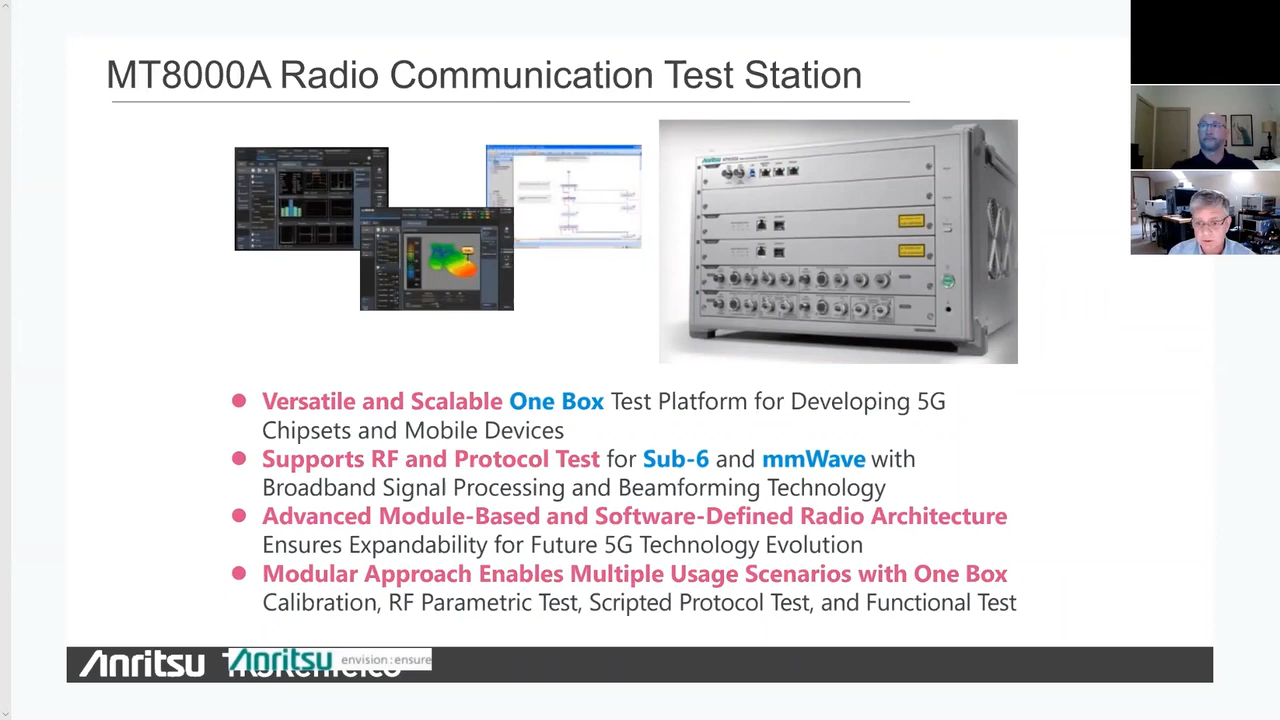 MT8000A Radio Communication Test Station
Anritsu
Versatile and Scalable One Box Test Platform for Developing 5G
Chipsets and Mobile Devices
Supports RF and Protocol Test for Sub-6 and mmWave with
Broadband Signal Processing and Beamforming Technology
Advanced Module-Based and Software-Defined Radio Architecture
Ensures Expandability for Future 5G Technology Evolution
Modular Approach Enables Multiple Usage Scenarios with One Box
Calibration, RF Parametric Test, Scripted Protocol Test, and Functional Test
Anritsu Anritsu envision : ensure